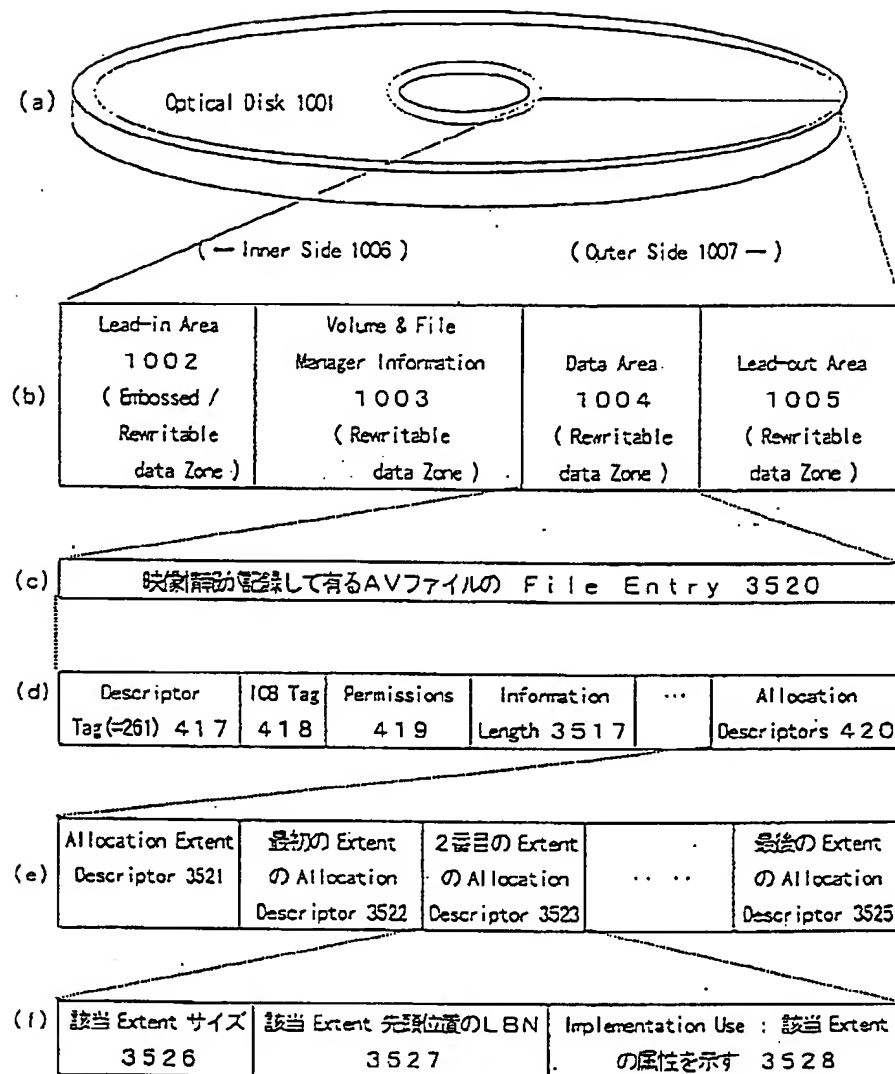 (a)
Optical Disk 1001
(← Inner Side 1006 )
( Outer Side 1007 →)
(b)
Lead-in Area
1002
( Embossed /
Rewritable
data Zone )
Volume & File
Manager Information
1003
( Rewritable
data Zone )
Data Area
1004
( Rewritable
data Zone )
Lead-out Area
1005
( Rewritable
data Zone )
(c)
映像情報が記録して有るAVファイルの File Entry 3520
(d)
Descriptor
Tag(=261) 417
ICB Tag
418
Permissions
419
Information
Length 3517
...
Allocation
Descriptors 420
(e)
Allocation Extent
Descriptor 3521
最初の Extent
の Allocation
Descriptor 3522
2番目の Extent
の Allocation
Descriptor 3523
.. ..
最後の Extent
の Allocation
Descriptor 3525
(f)
該当 Extent サイズ
3526
該当 Extent 先頭位置のLBN
3527
Implementation Use : 該当 Extent
の属性を示す 3528